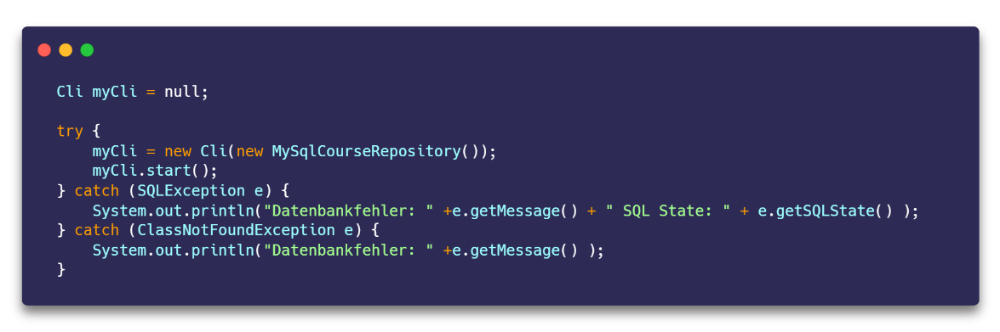 Cli myCli = null;

try {
    myCli = new Cli(new MySqlCourseRepository());
    myCli.start();
} catch (SQLException e) {
    System.out.println("Datenbankfehler: " +e.getMessage() + " SQL State: " + e.getSQLState() );
} catch (ClassNotFoundException e) {
    System.out.println("Datenbankfehler: " +e.getMessage() );
}